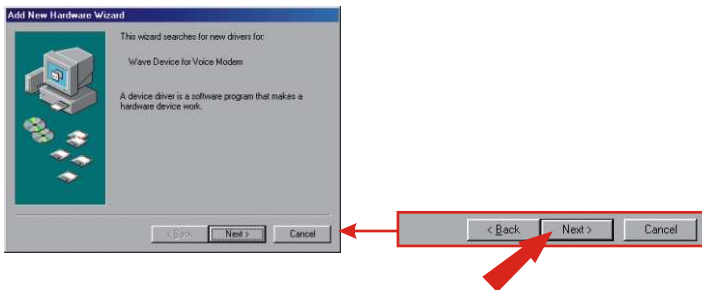 Add New Hardware Wizard
This wizard searches for new drivers for:
Wave Device for Voice Modem
A device driver is a software program that makes a
hardware device work.
< Back Next > Cancel
< Back Next > Cancel